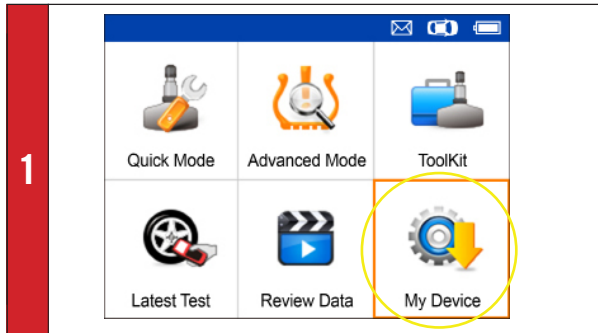 1
Quick Mode
Advanced Mode
ToolKit
Latest Test
Review Data
My Device